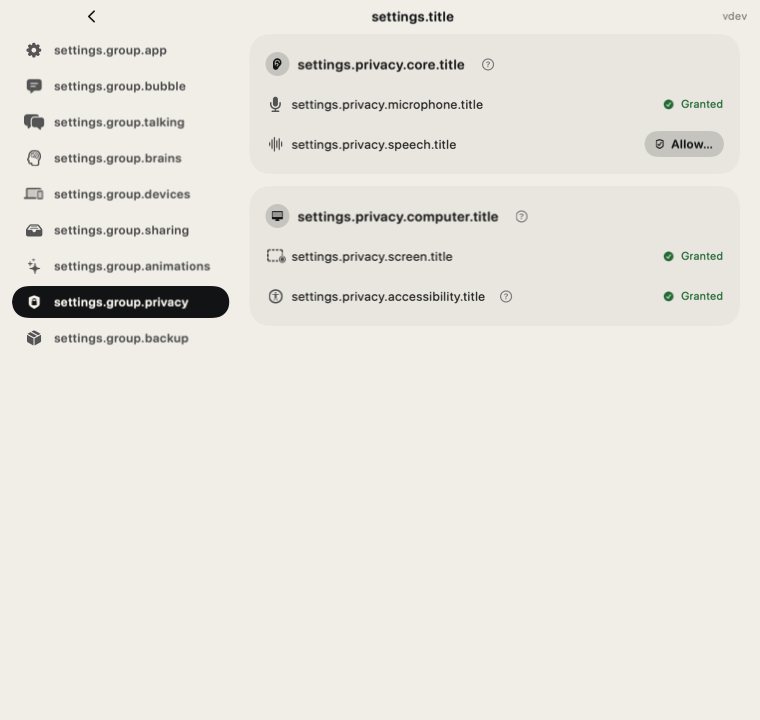 settings.title
vdev
settings.group.app
settings.group.bubble
settings.group.talking
settings.group.brains
settings.group.devices
settings.group.sharing
settings.group.animations
settings.group.privacy
settings.group.backup
settings.privacy.core.title
settings.privacy.microphone.title
Granted
settings.privacy.speech.title
Allow...
settings.privacy.computer.title
settings.privacy.screen.title
Granted
settings.privacy.accessibility.title
Granted